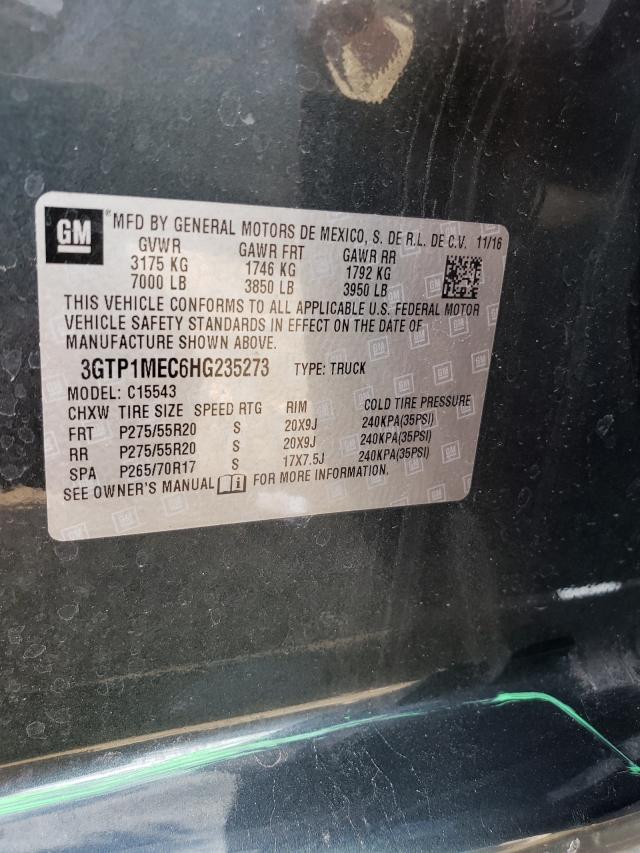 GM ® MFD BY GENERAL MOTORS DE MEXICO, S. DE R.L. DE C.V. 11/16
GVWR GAWR FRT GAWR RR
3175 KG 1746 KG 1792 KG
7000 LB 3850 LB 3950 LB
THIS VEHICLE CONFORMS TO ALL APPLICABLE U.S. FEDERAL MOTOR
VEHICLE SAFETY STANDARDS IN EFFECT ON THE DATE OF
MANUFACTURE SHOWN ABOVE.
3GTP1MEC6HG235273 TYPE: TRUCK
MODEL: C15543
CHXW TIRE SIZE SPEED RTG RIM COLD TIRE PRESSURE
FRT P275/55R20 S 20X9J 240KPA(35PSI)
RR P275/55R20 S 20X9J 240KPA(35PSI)
SPA P265/70R17 S 17X7.5J 240KPA(35PSI)
SEE OWNER'S MANUAL FOR MORE INFORMATION.